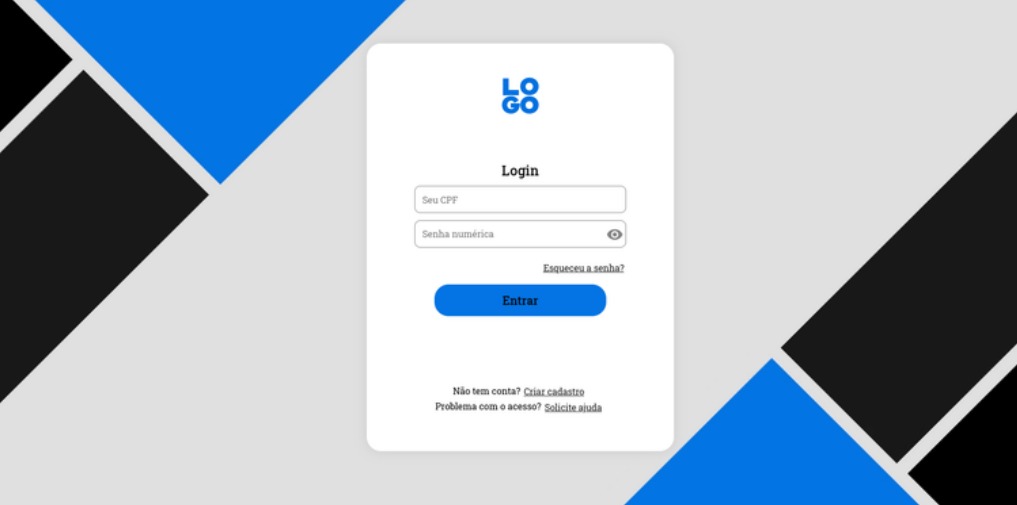 LO
GO
Login
Seu CPF
Senha numérica
Esqueceu a senha?
Entrar
Não tem conta? Criar cadastro
Problema com o acesso? Solicite ajuda